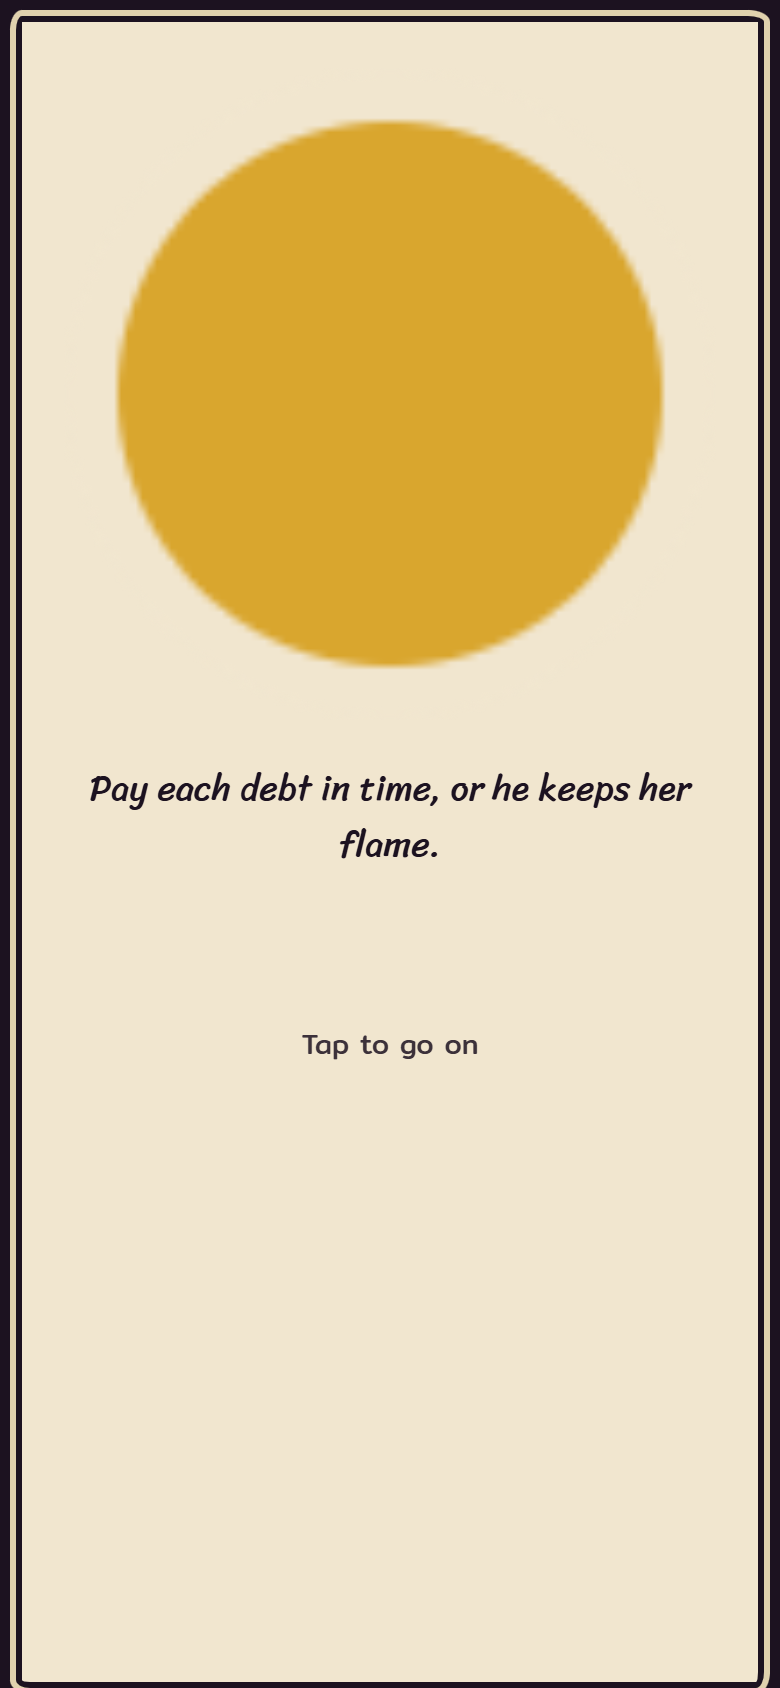 Pay each debt in time, or he keeps her
flame.
Tap to go on